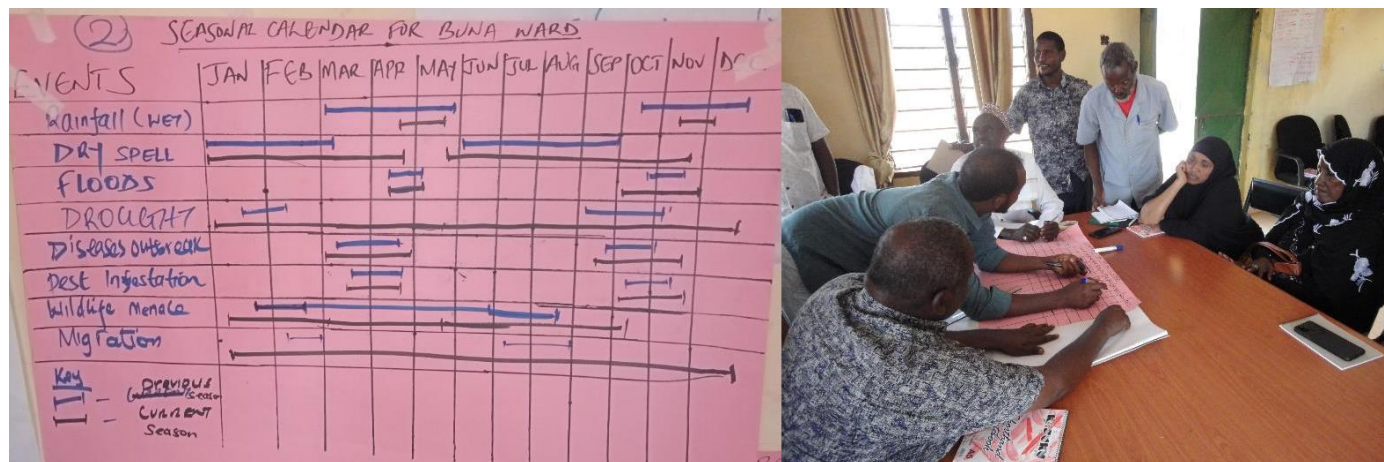 ② SEASONAL CALENDAR FOR BUNA WARD
EVENTS JAN FEB MAR APR MAY JUN JUL AUG SEP OCT NOV DEC
Rainfall (WET)
DRY SPELL
FLOODS
DROUGHT
Diseases outbreak
Pest Infestation
Wildlife Menace
Migration
Key
Previous
season
Current
Season